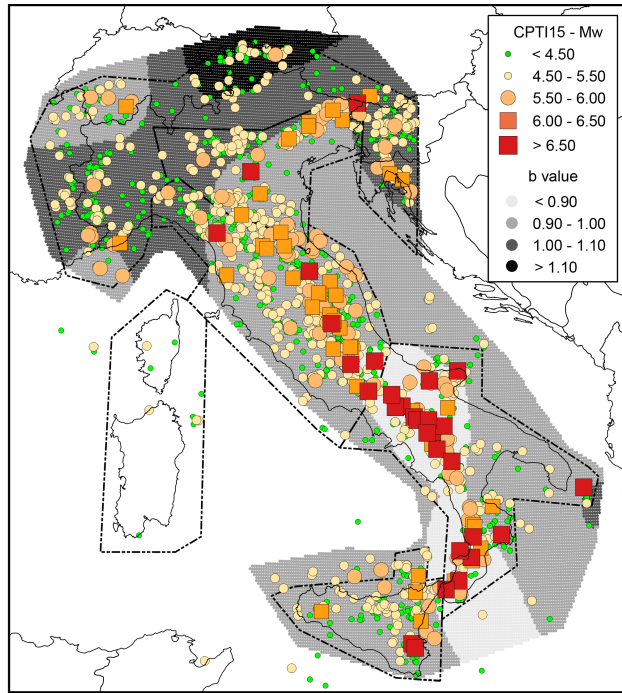 CPTI15 - Mw
< 4.50
4.50 - 5.50
5.50 - 6.00
6.00 - 6.50
> 6.50
b value
< 0.90
0.90 - 1.00
1.00 - 1.10
> 1.10